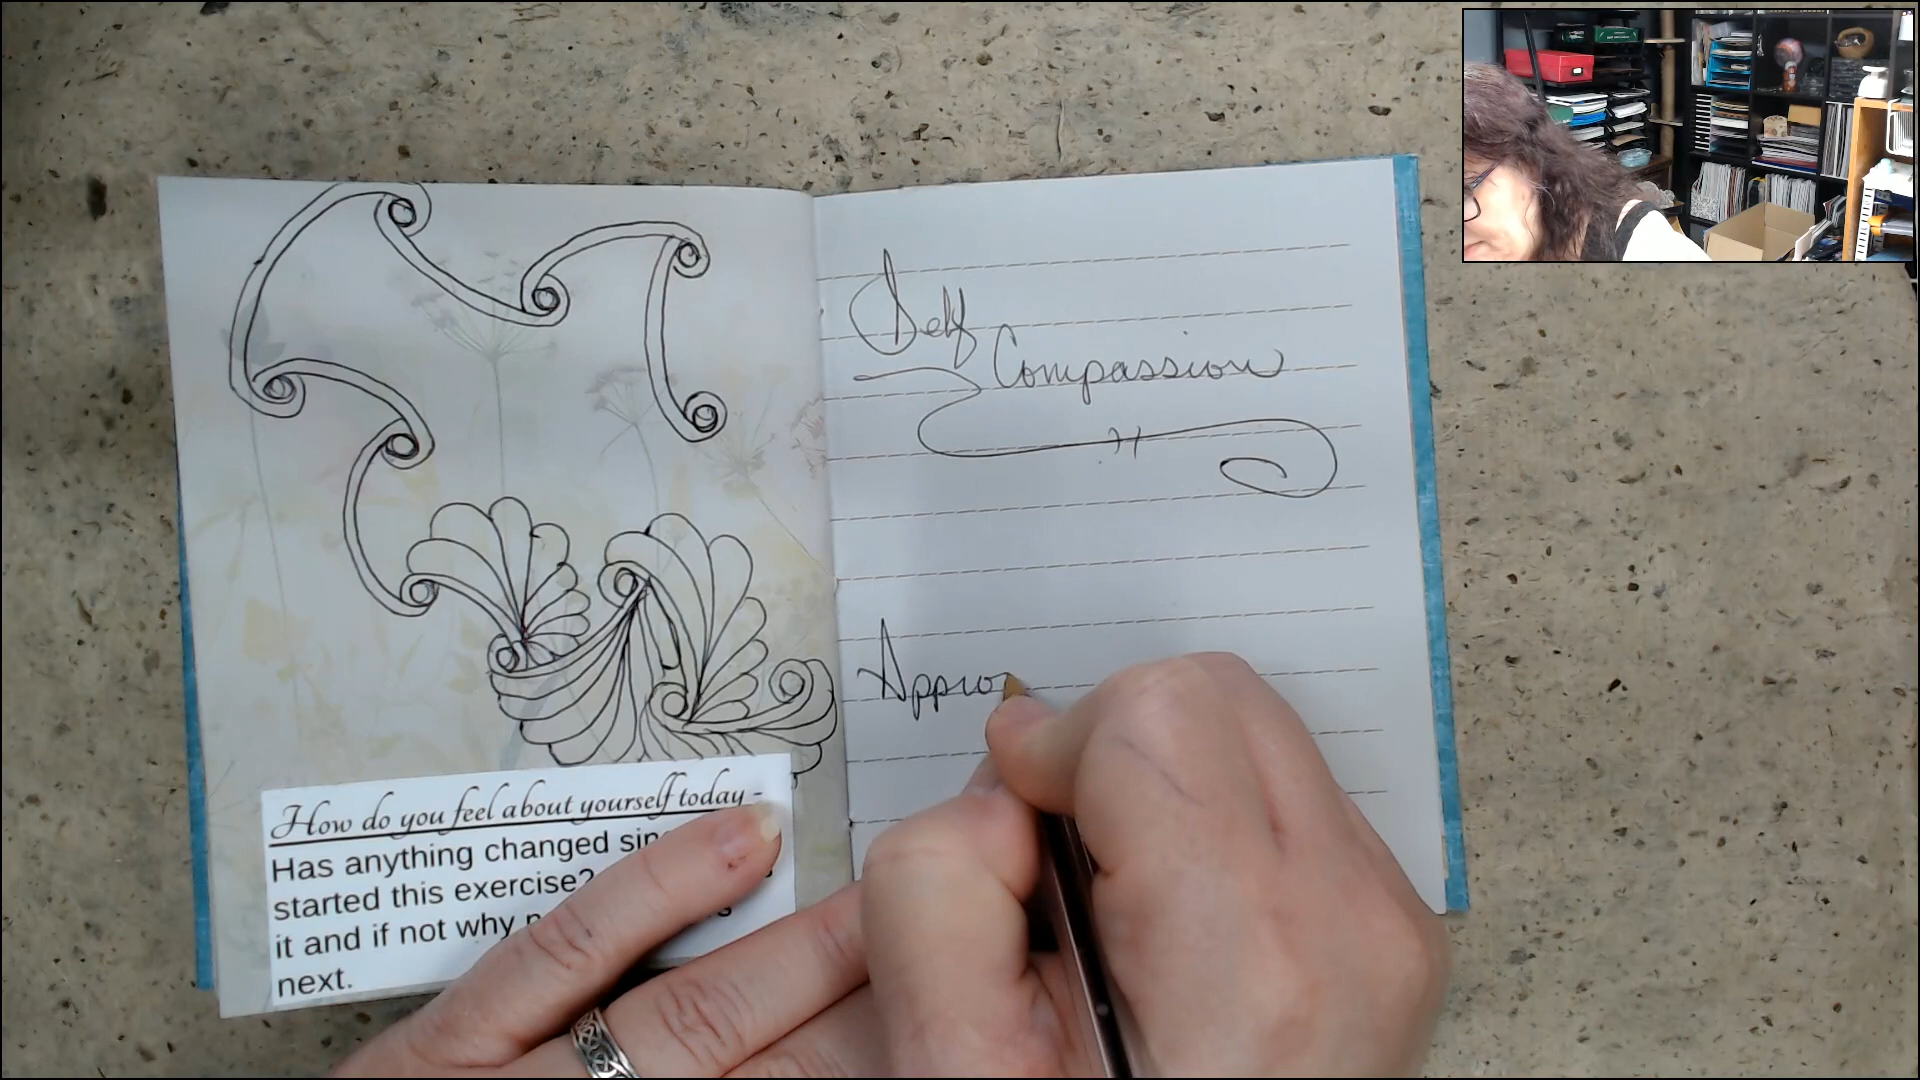 Self
Compassion
Appro
How do you feel about yourself today -
Has anything changed
started this exercise?
it and if not why
next.